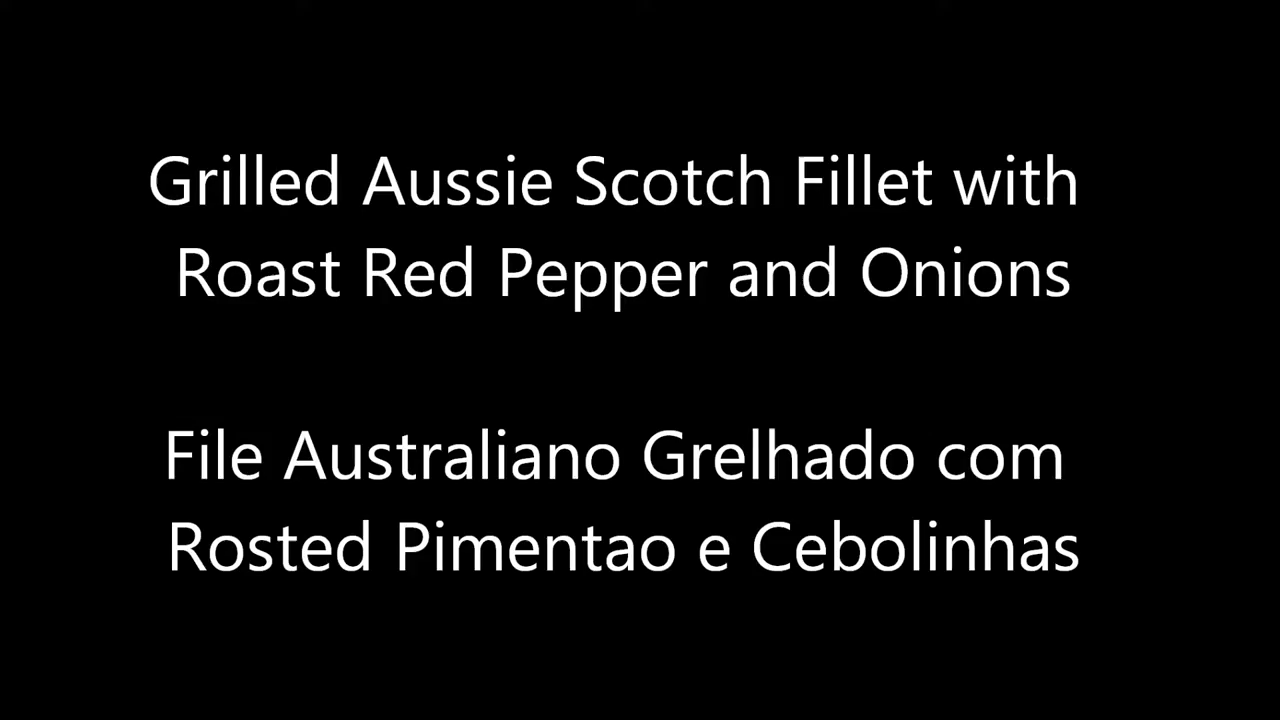 Grilled Aussie Scotch Fillet with
Roast Red Pepper and Onions
File Australiano Grelhado com
Rosted Pimentao e Cebolinhas